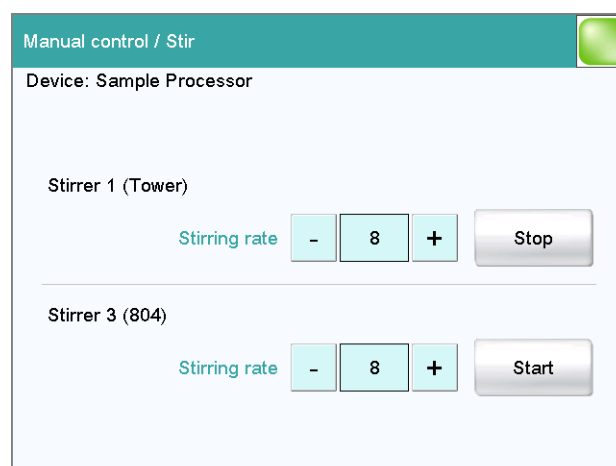 Manual control / Stir
Device: Sample Processor
Stirrer 1 (Tower)
Stirring rate - 8 + Stop
Stirrer 3 (804)
Stirring rate - 8 + Start